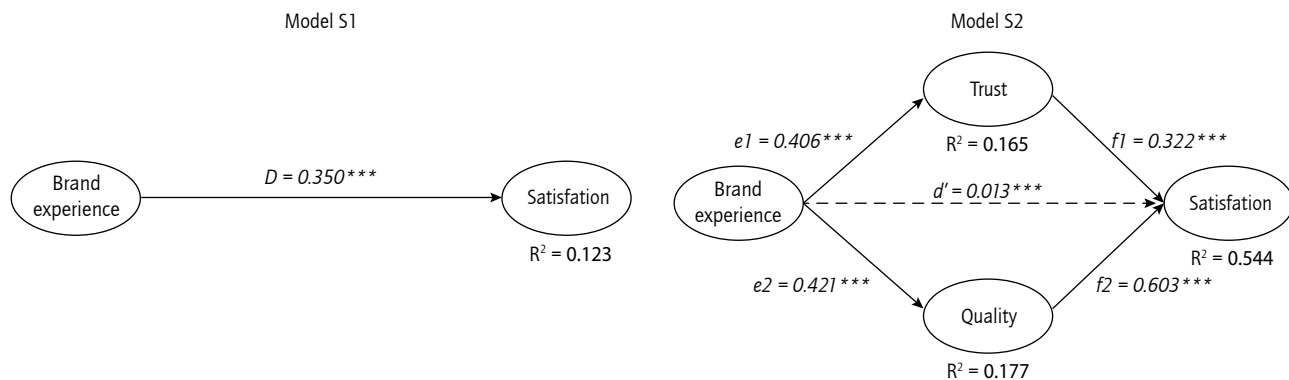 Model S1
Brand
experience
D = 0.350***
Satisfation
R² = 0.123
Model S2
Trust
R² = 0.165
e1 = 0.406***
f1 = 0.322***
Brand
experience
d' = 0.013***
Satisfation
R² = 0.544
e2 = 0.421***
f2 = 0.603***
Quality
R² = 0.177